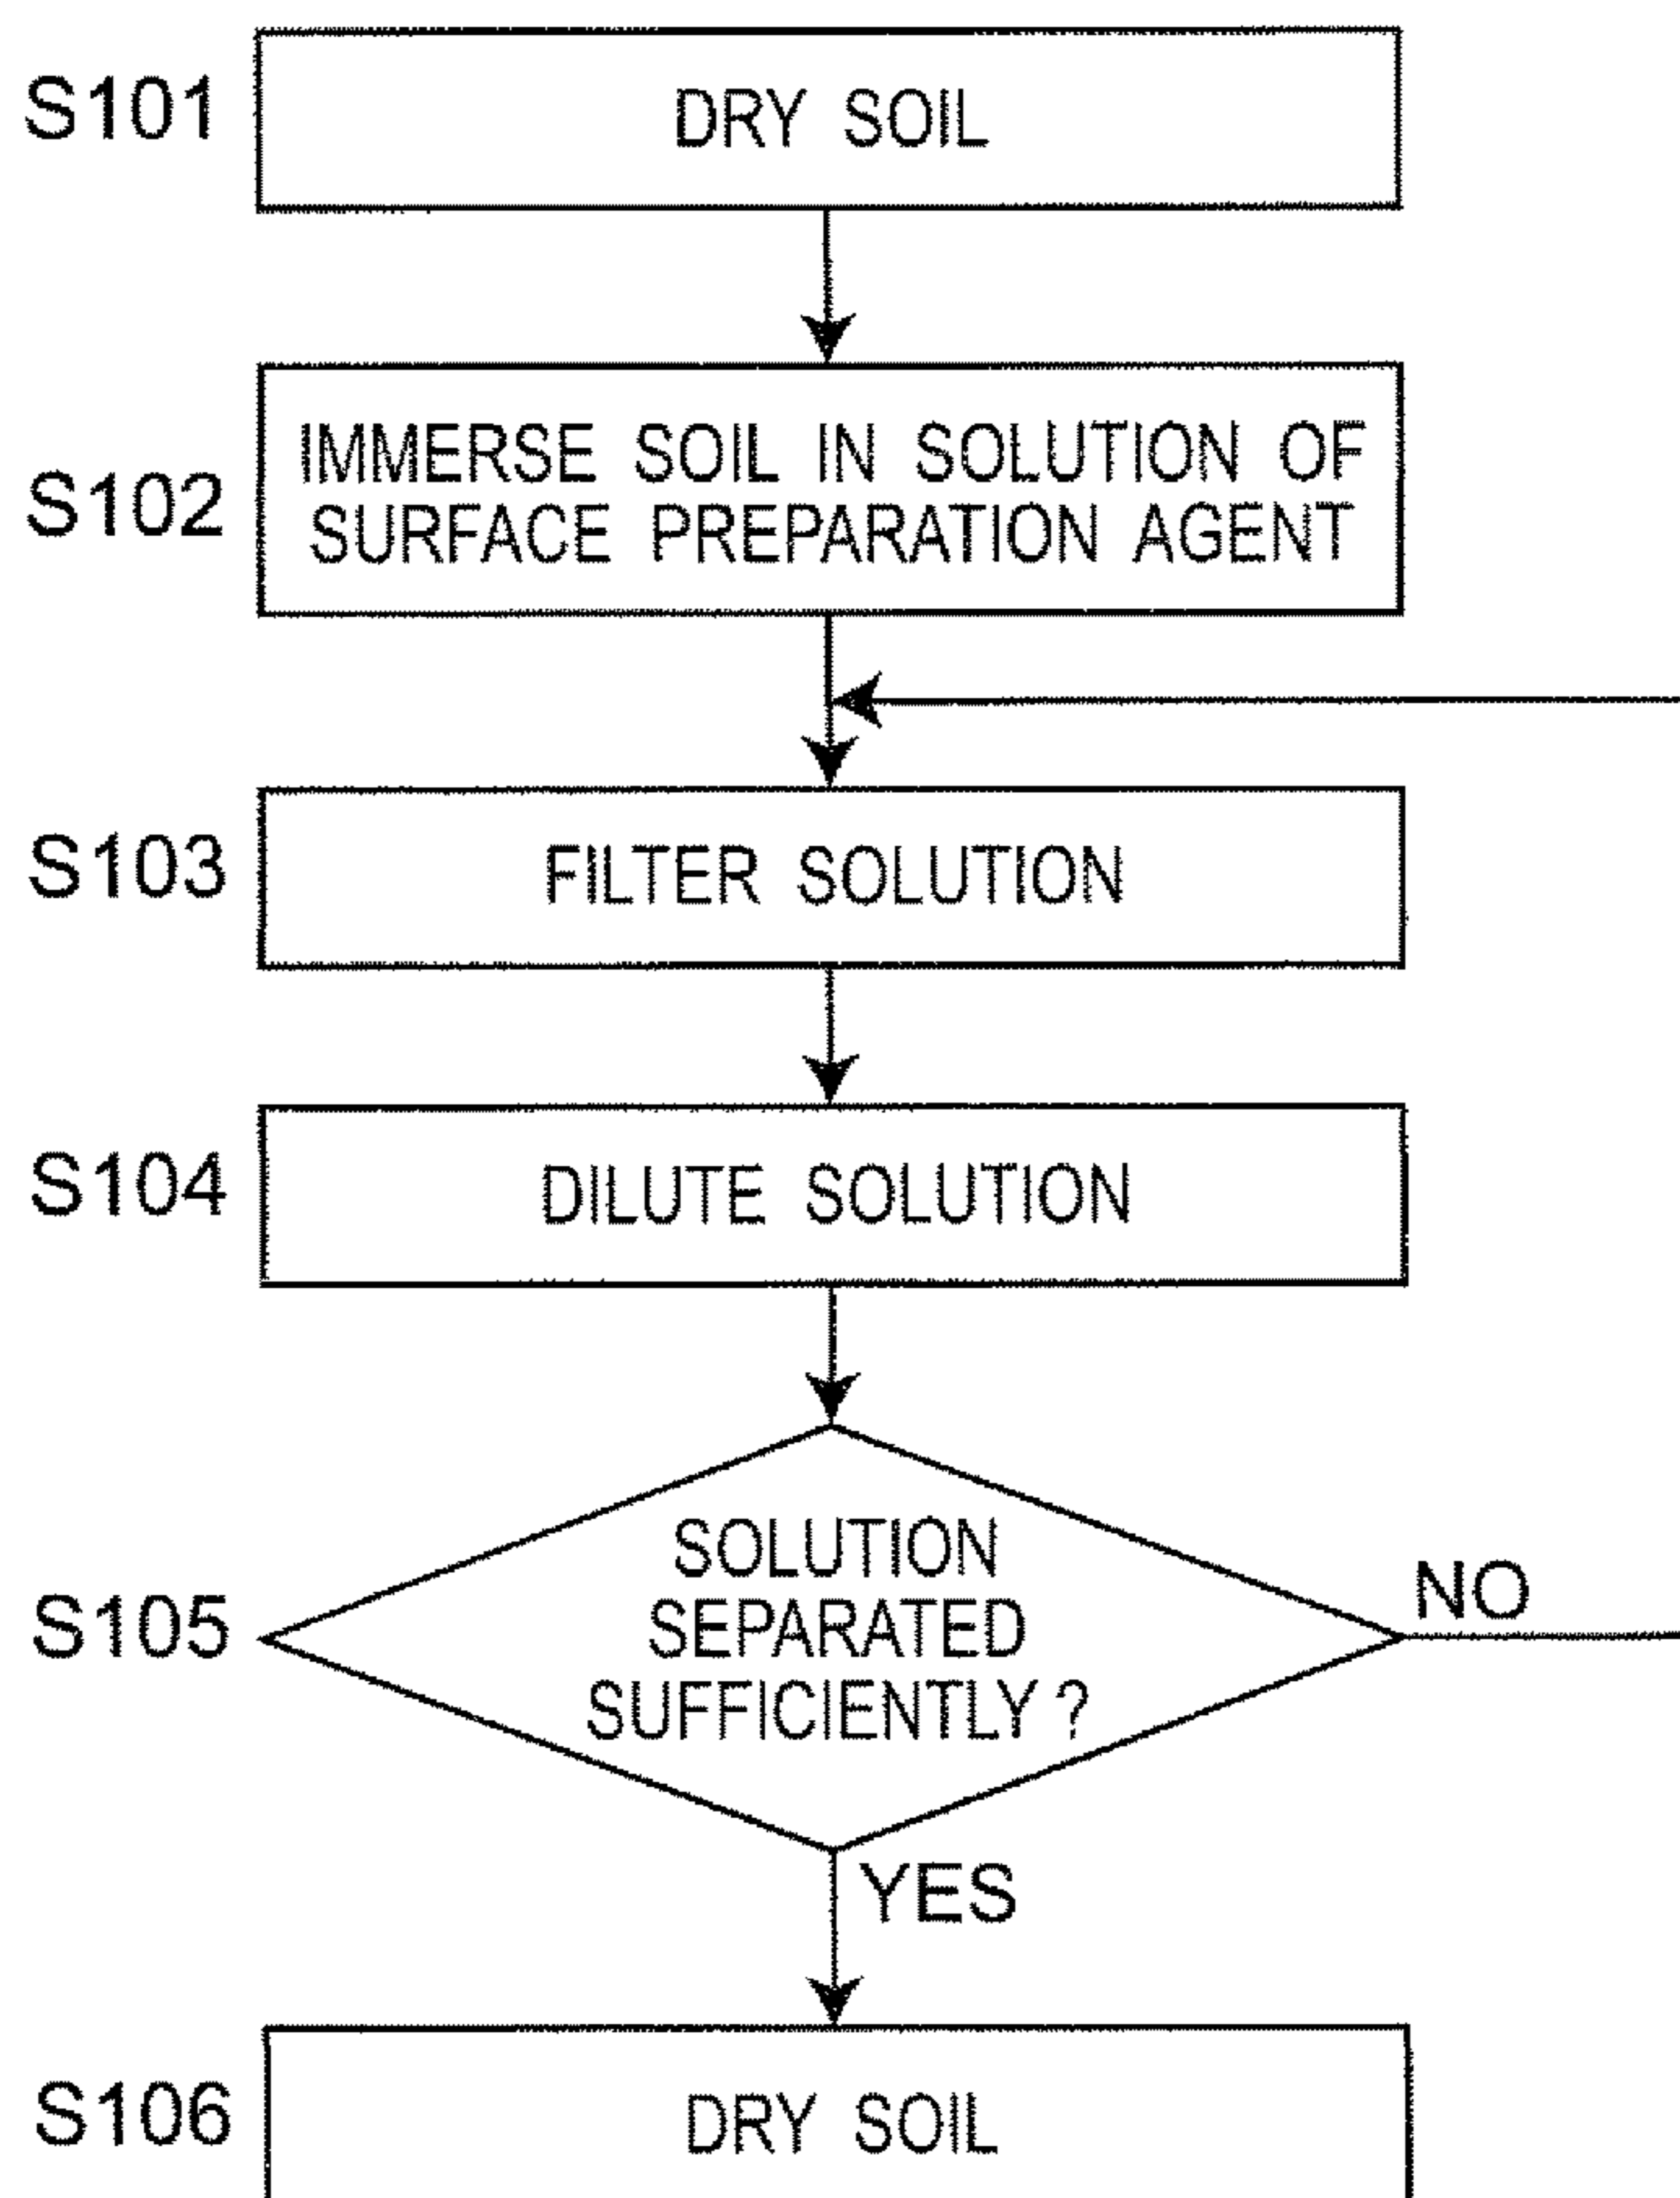 S101
DRY SOIL
S102
IMMERSE SOIL IN SOLUTION OF
SURFACE PREPARATION AGENT
S103
FILTER SOLUTION
S104
DILUTE SOLUTION
S105
SOLUTION
SEPARATED
SUFFICIENTLY ?
NO
YES
S106
DRY SOIL